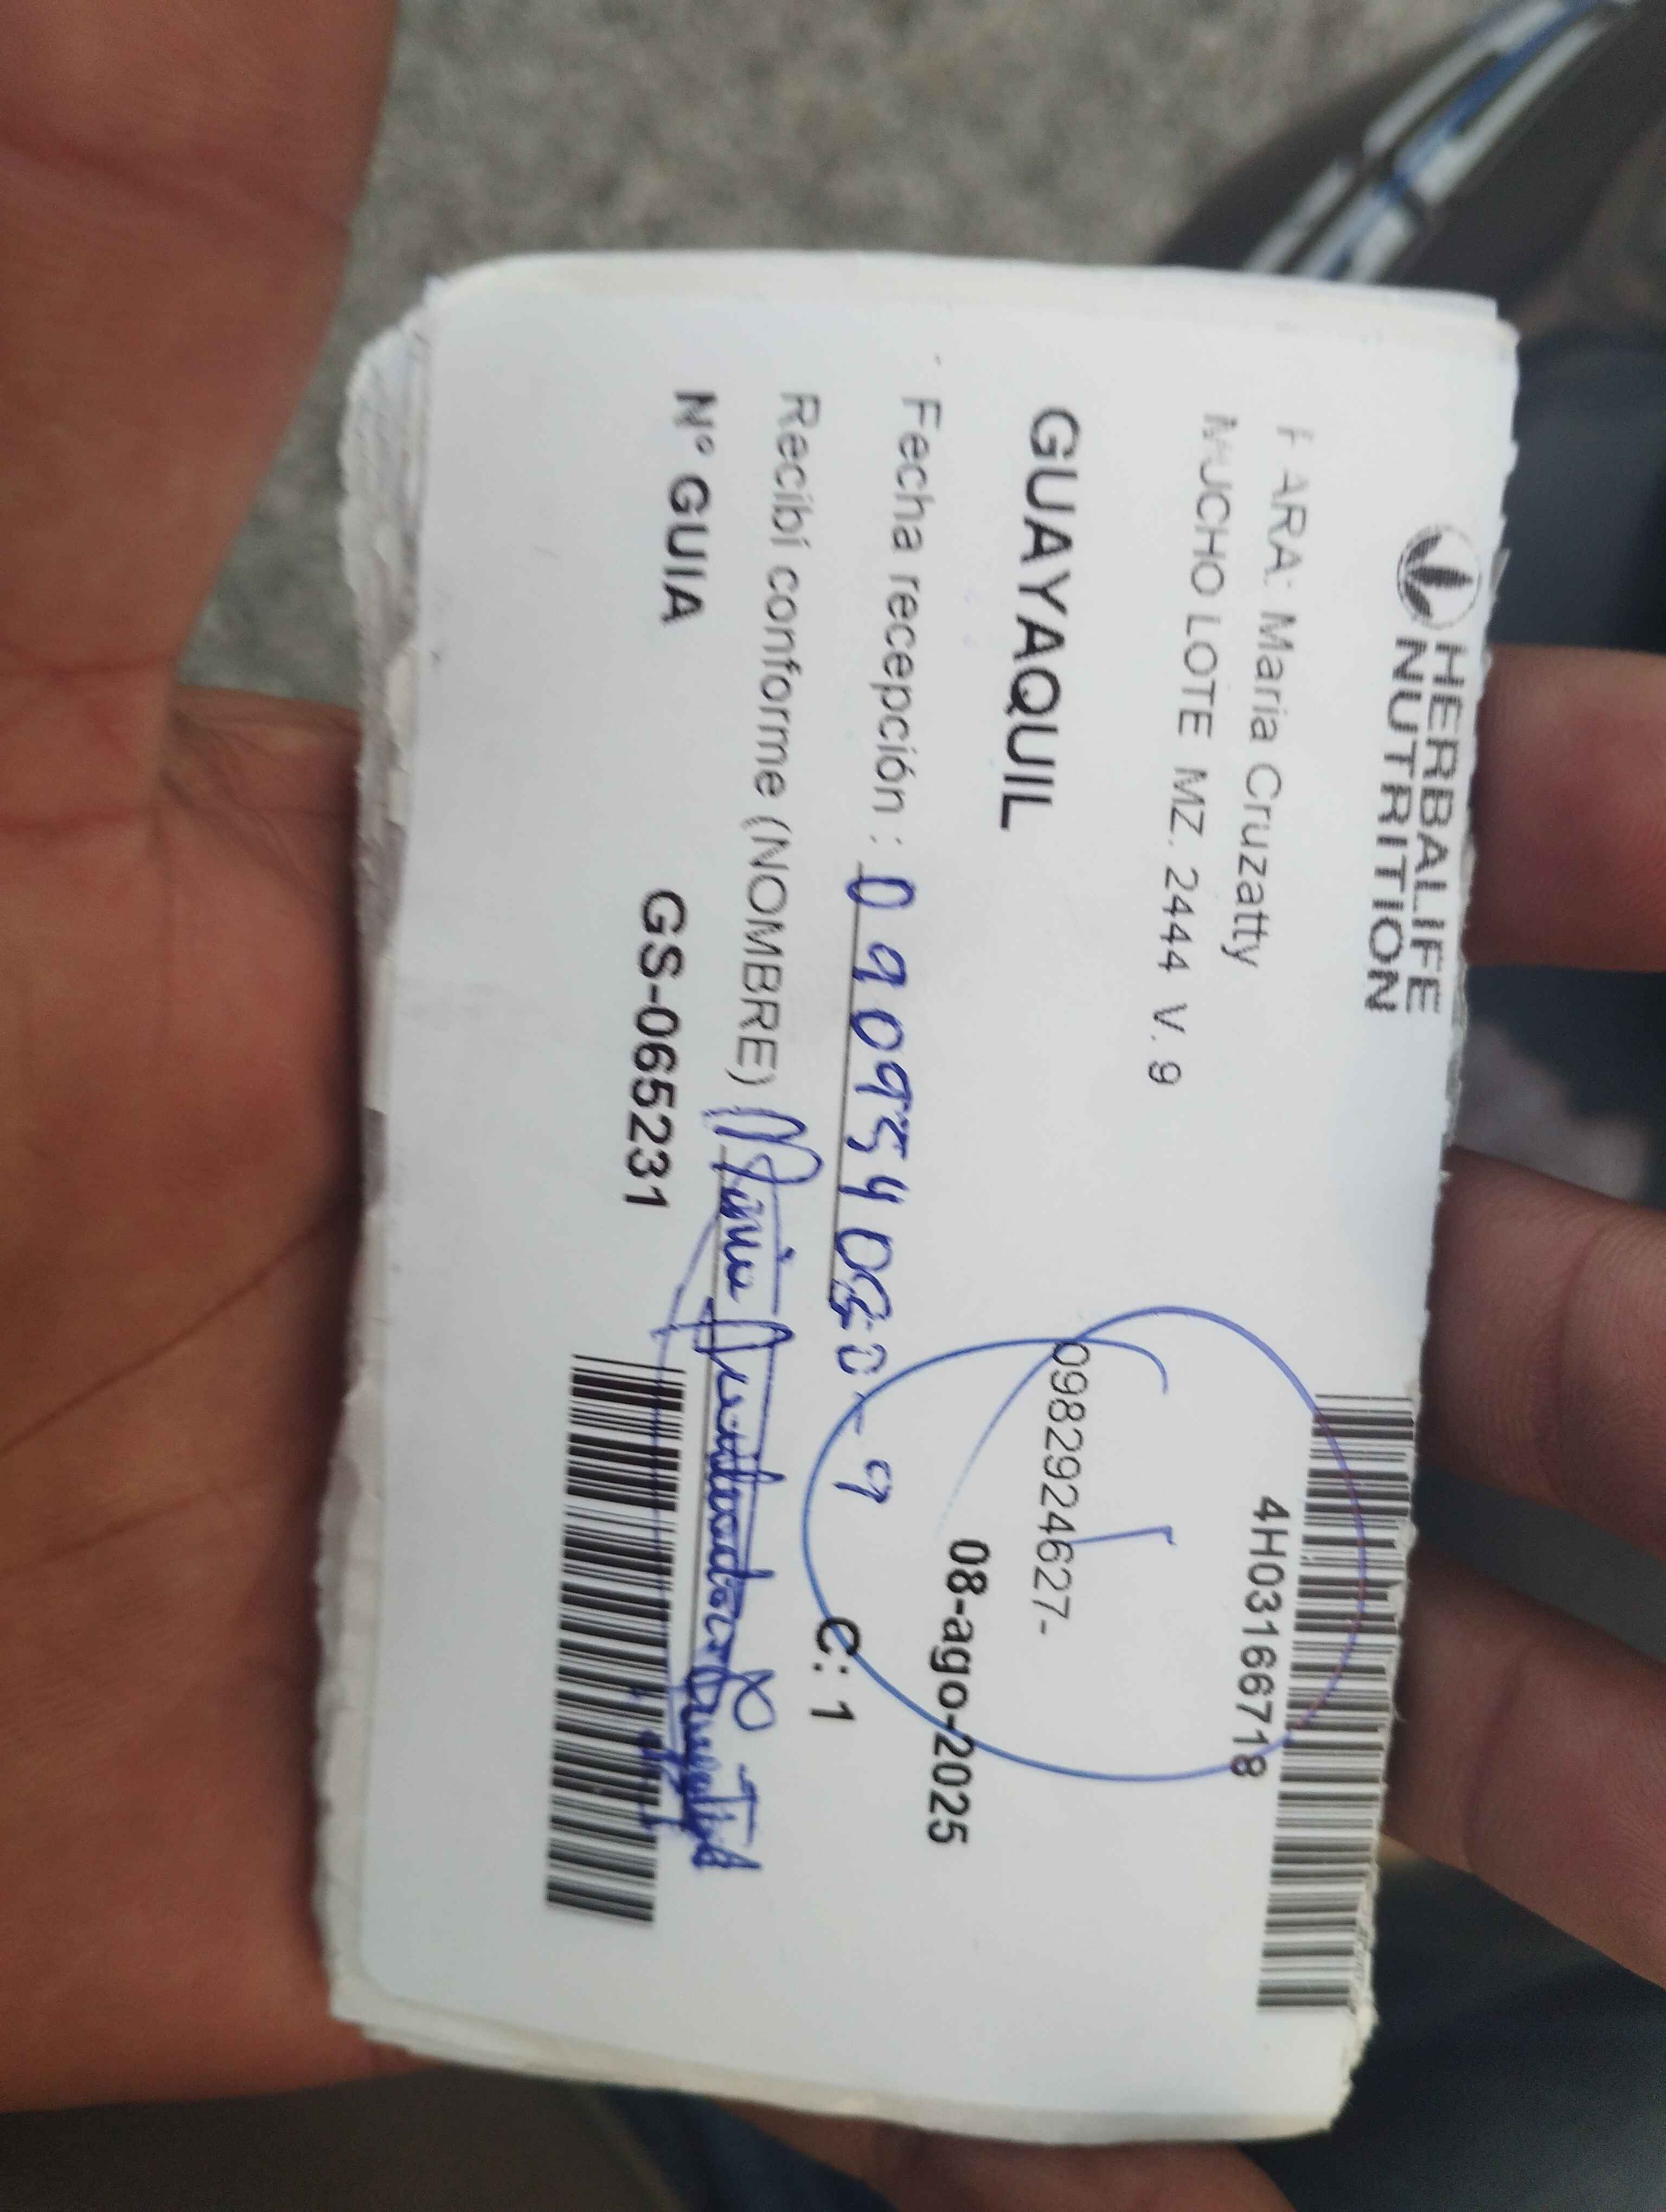 HERBALIFE
NUTRITION
4H03166718
PARA: Maria Cruzatty
MUCHO LOTE MZ. 2444 V. 9
GUAYAQUIL
0982924627-
08-ago-2025
Fecha recepción :
C: 1
Recibí conforme (NOMBRE)
N° GUIA GS-065231